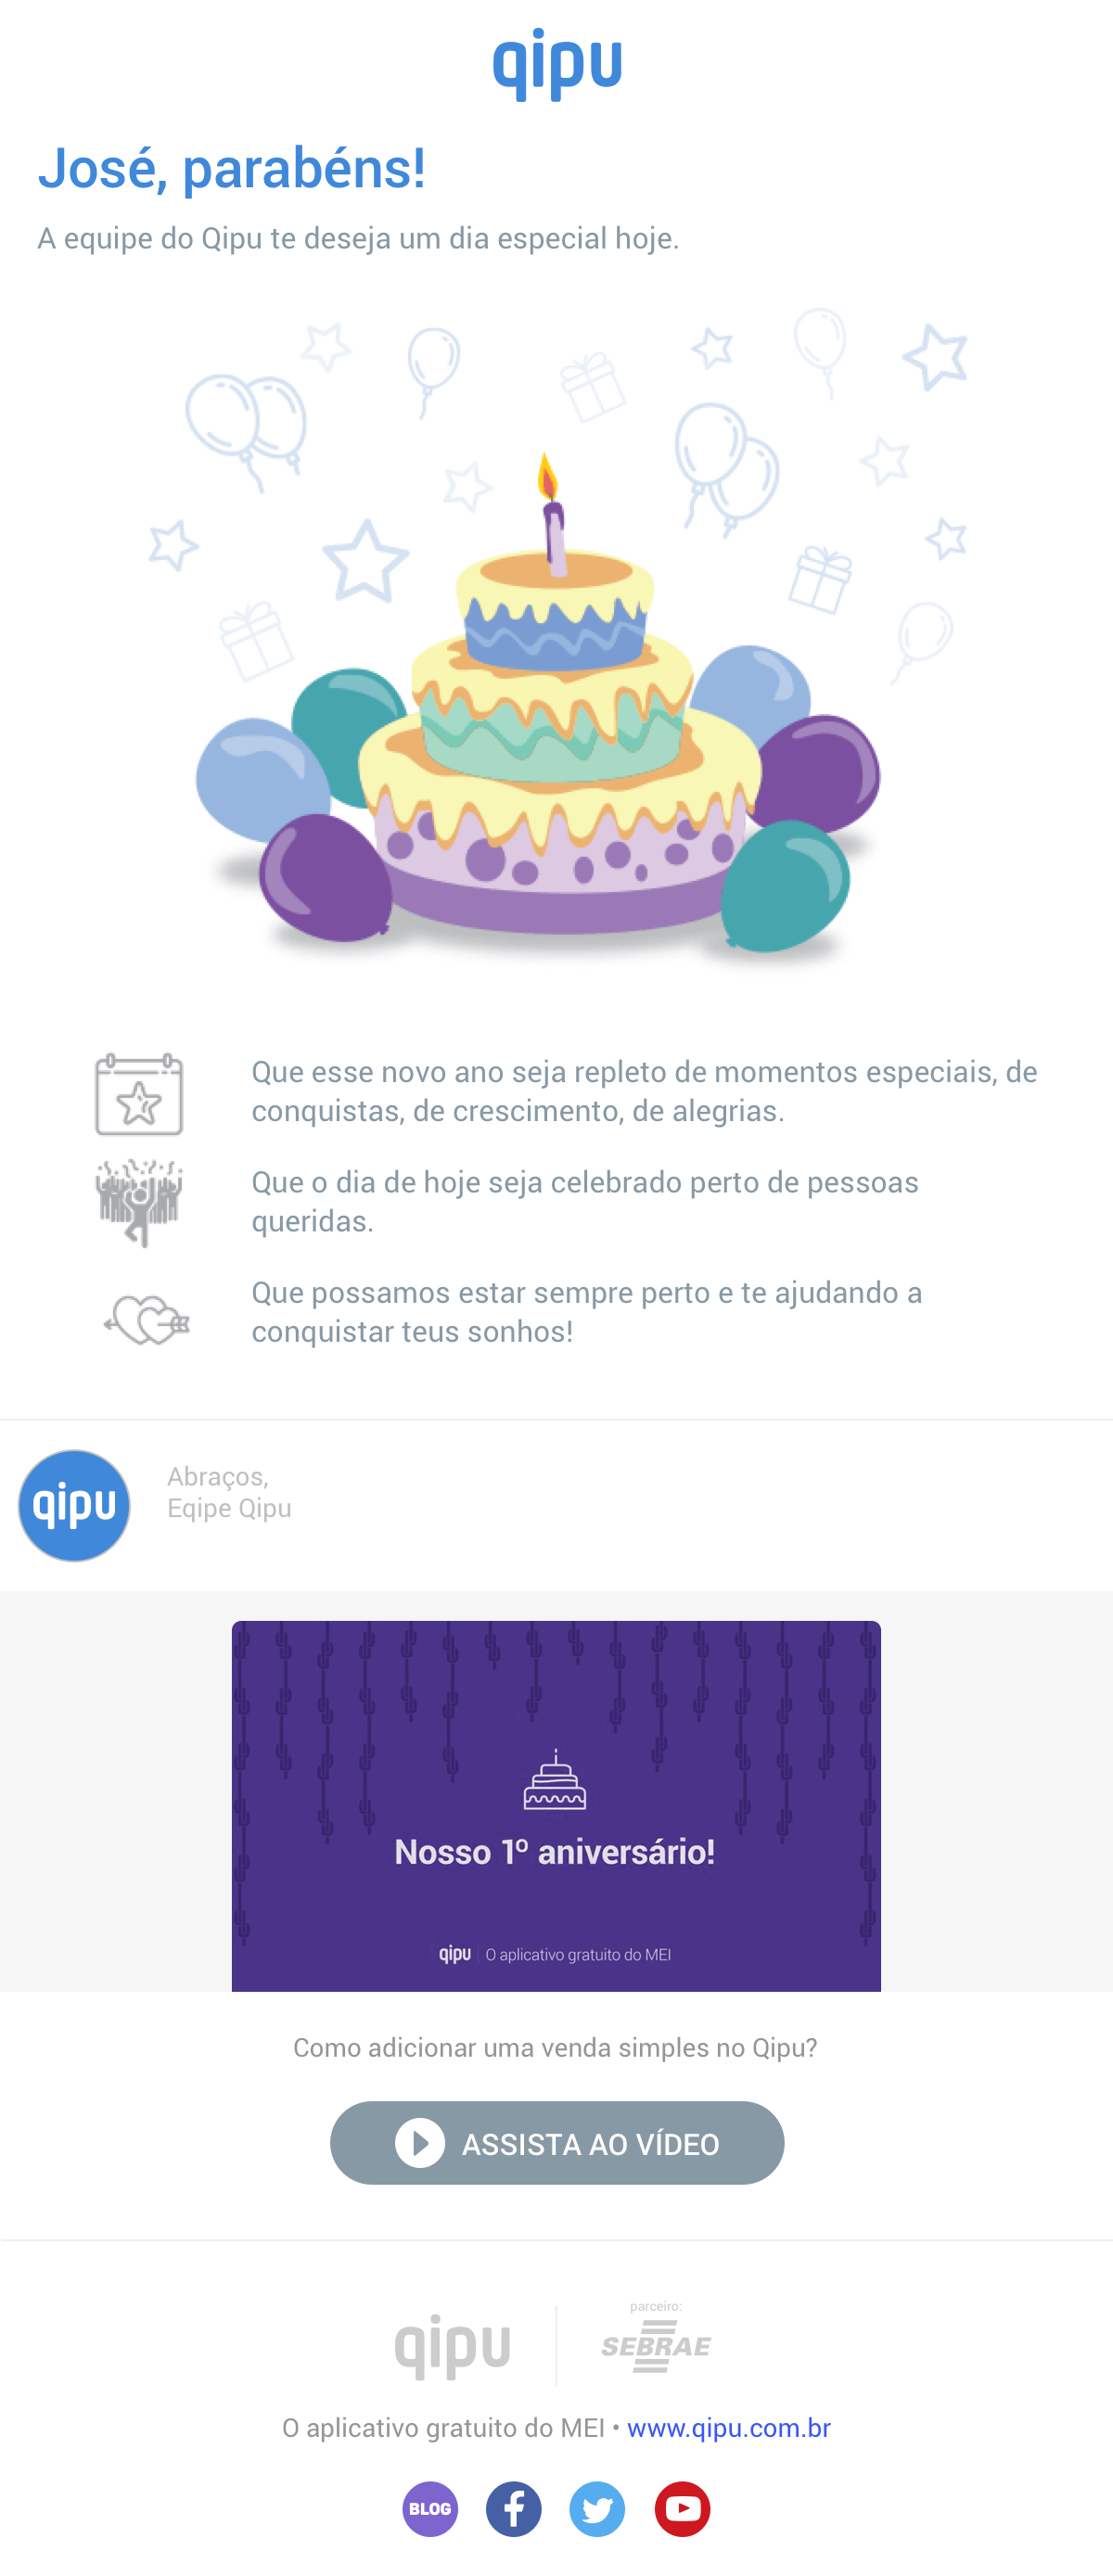 qipu
José, parabéns!
A equipe do Qipu te deseja um dia especial hoje.
Que esse novo ano seja repleto de momentos especiais, de
conquistas, de crescimento, de alegrias.
Que o dia de hoje seja celebrado perto de pessoas
queridas.
Que possamos estar sempre perto e te ajudando a
conquistar teus sonhos!
qipu
Abraços,
Eqipe Qipu
Nosso 1º aniversário!
qipu O aplicativo gratuito do MEI
Como adicionar uma venda simples no Qipu?
ASSISTA AO VÍDEO
parceiro:
qipu SEBRAE
O aplicativo gratuito do MEI • www.qipu.com.br
BLOG